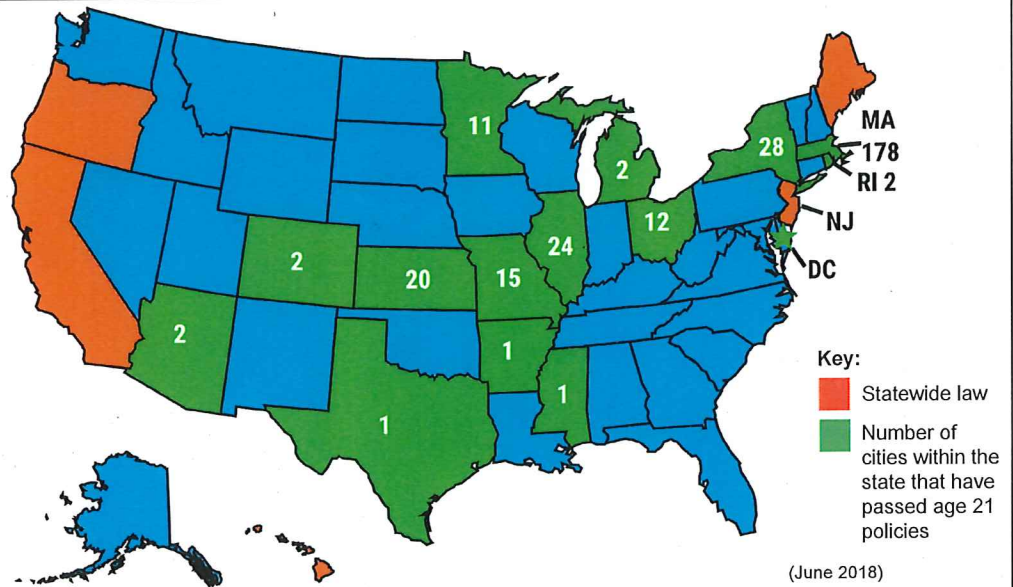 11
2
28
MA
178
RI 2
NJ
DC
12
24
2
20
15
2
1
1
1
Key:
Statewide law
Number of
cities within the
state that have
passed age 21
policies
(June 2018)